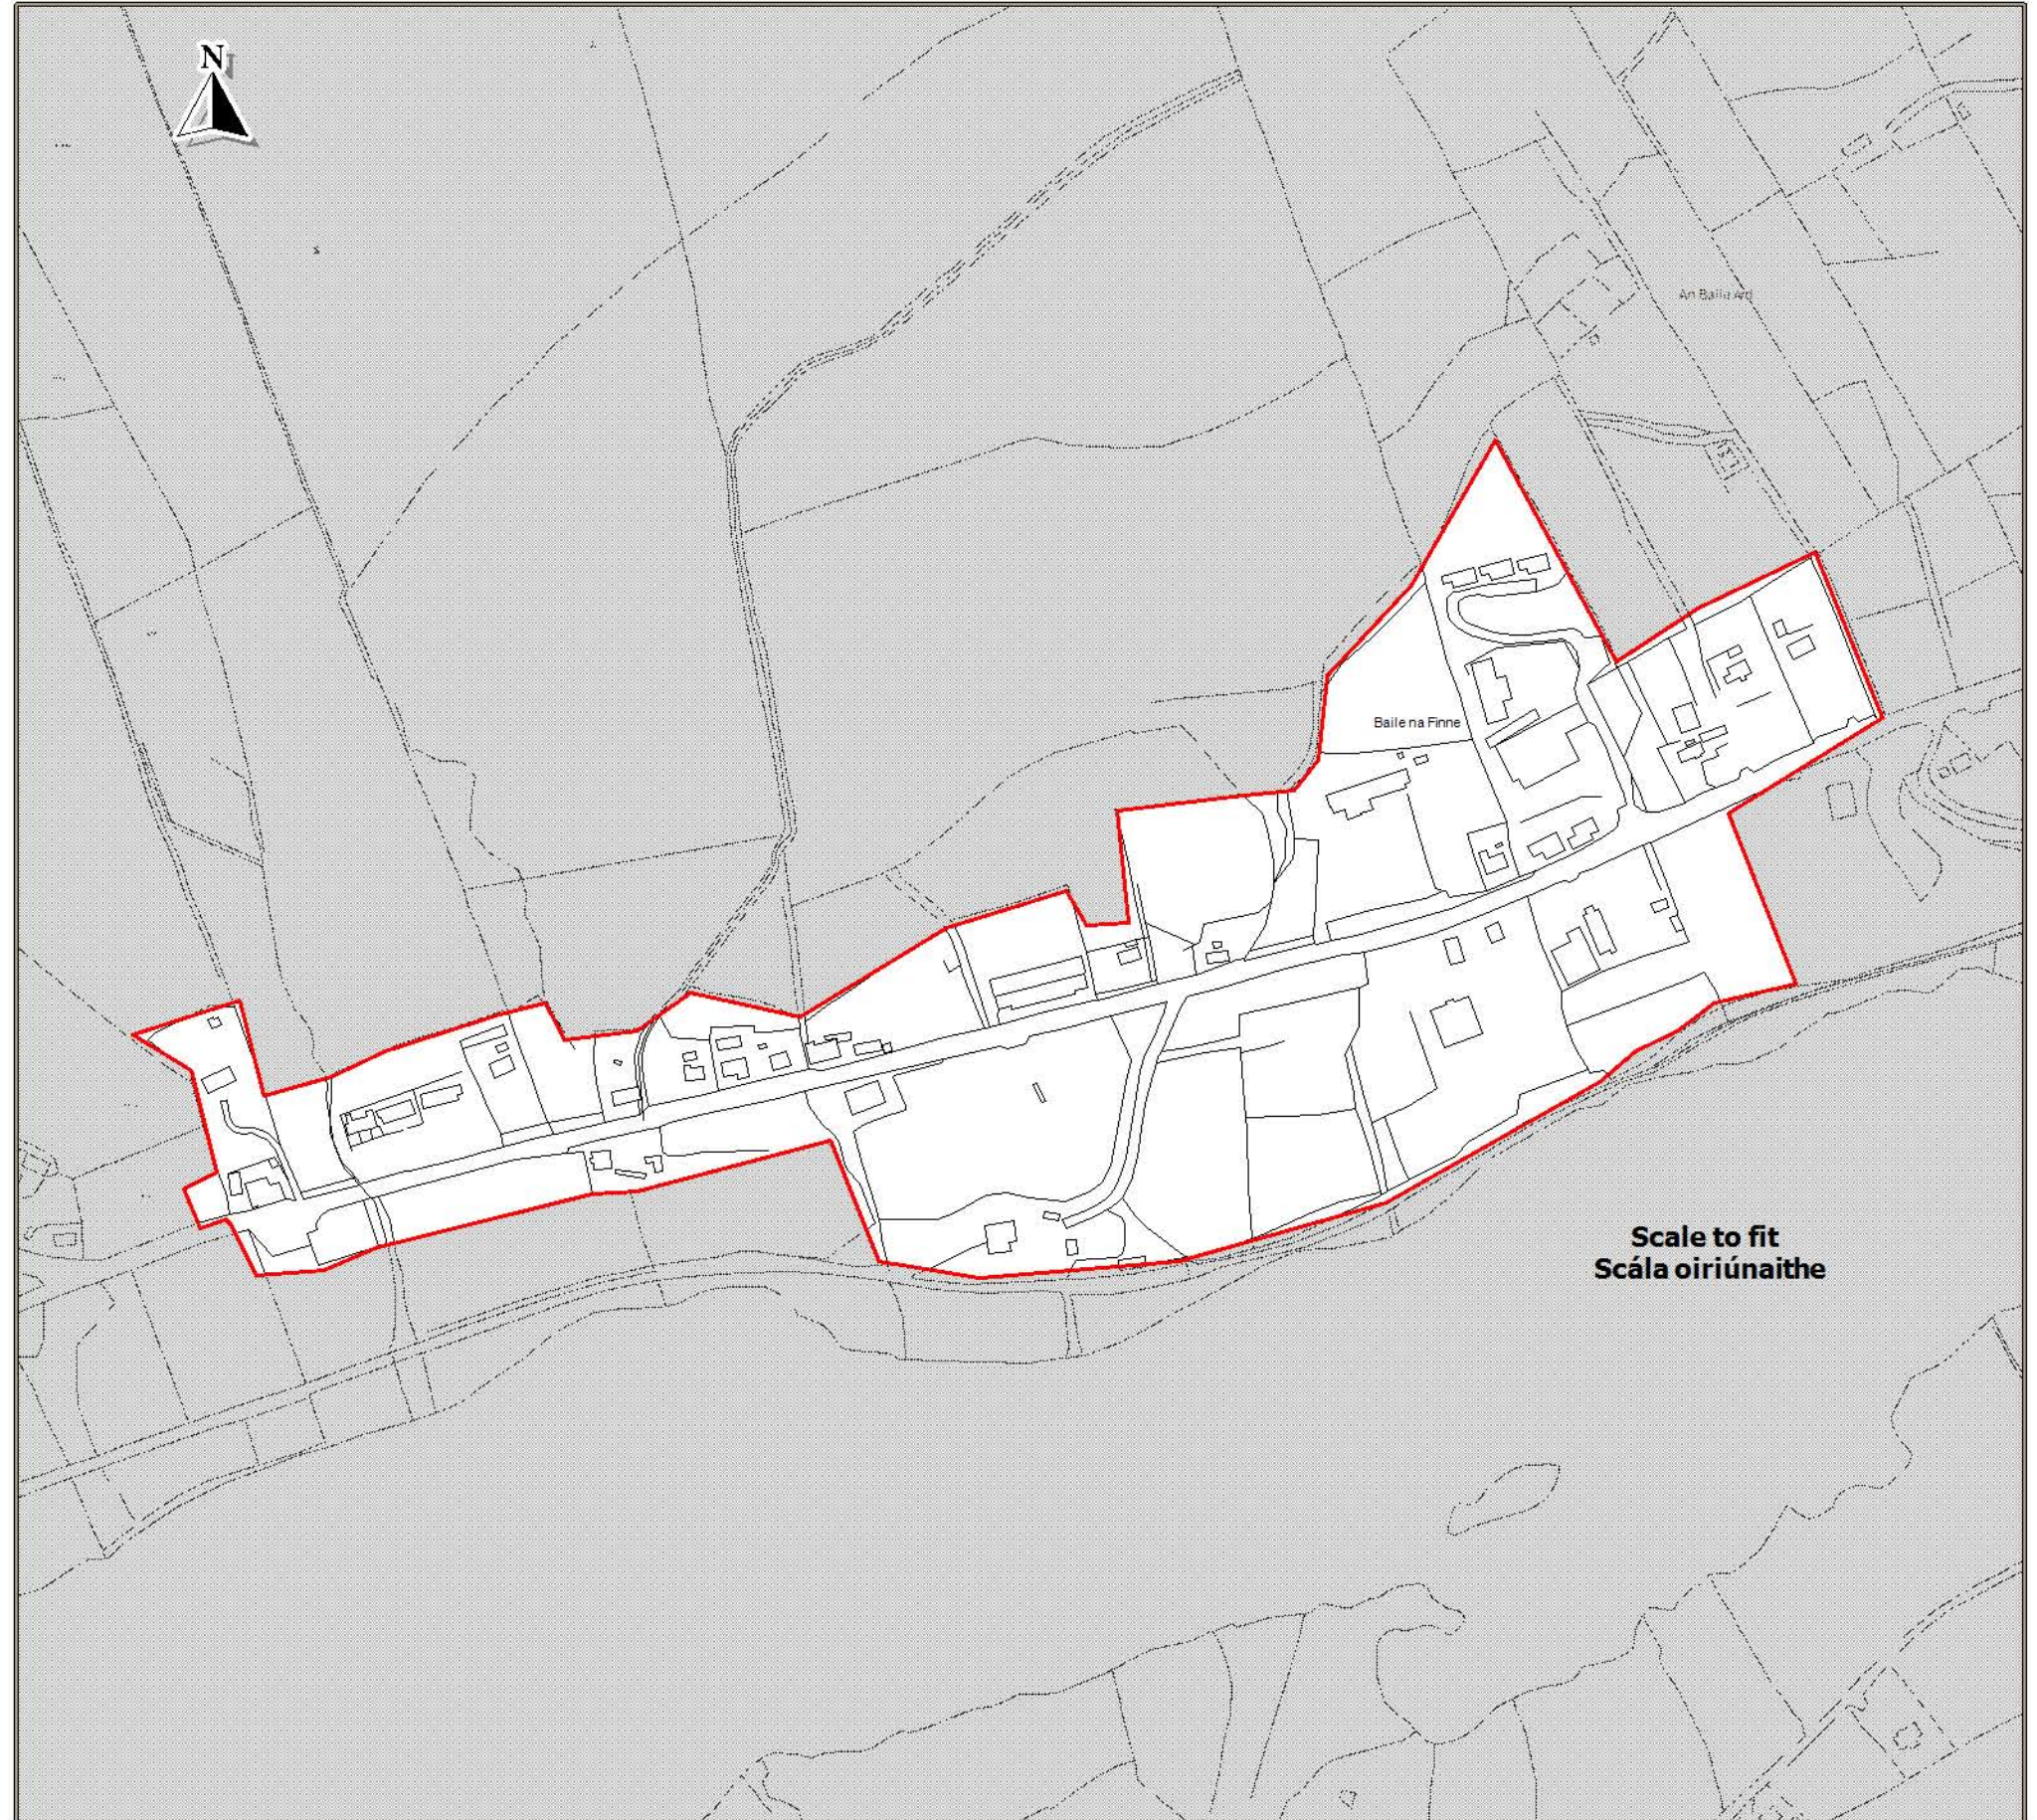 N
An Baile Ard
Baile na Finne
Scale to fit
Scála oiriúnaithe